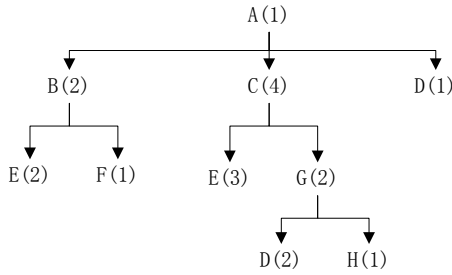 A(1)
B(2) C(4) D(1)
E(2) F(1) E(3) G(2)
D(2) H(1)